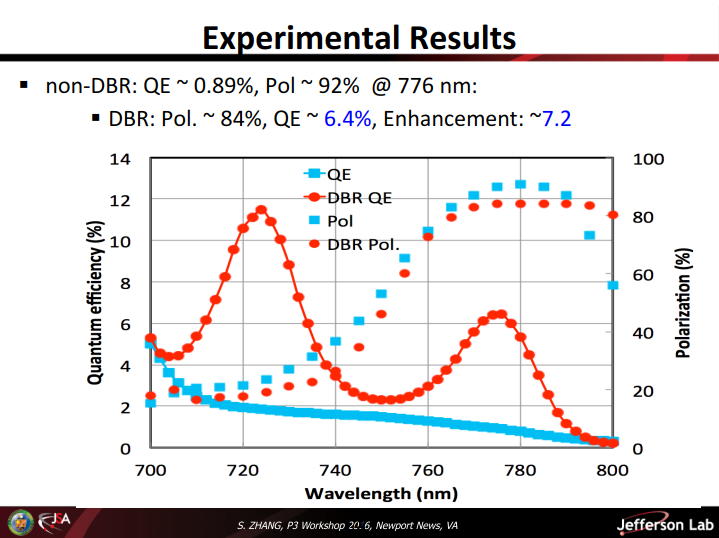 Experimental Results
▪ non-DBR: QE ~ 0.89%, Pol ~ 92% @ 776 nm:
▪ DBR: Pol. ~ 84%, QE ~ 6.4%, Enhancement: ~7.2
14
12
10
8
6
4
2
0
Quantum efficiency (%)
QE
DBR QE
Pol
DBR Pol.
100
80
60
40
20
0
Polarization (%)
700 720 740 760 780 800
Wavelength (nm)
JSA
S. ZHANG, P3 Workshop 2016, Newport News, VA
Jefferson Lab